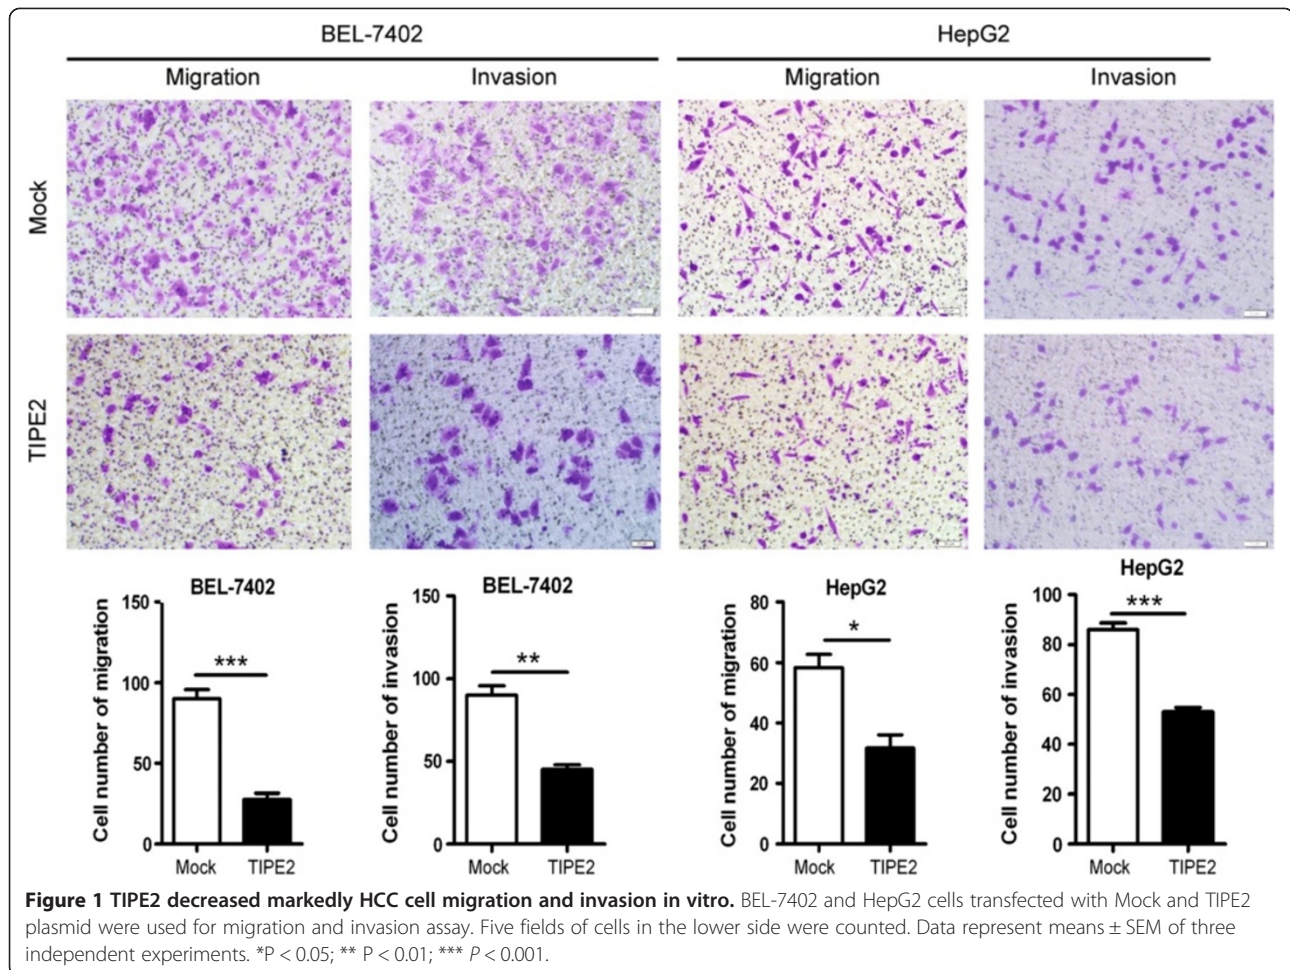 BEL-7402
HepG2
Migration
Invasion
Migration
Invasion
Mock
TIPE2
BEL-7402
Cell number of migration
150
100
50
0
***
Mock
TIPE2
BEL-7402
Cell number of invasion
150
100
50
0
**
Mock
TIPE2
HepG2
Cell number of migration
80
60
40
20
0
*
Mock
TIPE2
HepG2
Cell number of invasion
100
80
60
40
20
0
***
Mock
TIPE2
Figure 1 TIPE2 decreased markedly HCC cell migration and invasion in vitro. BEL-7402 and HepG2 cells transfected with Mock and TIPE2
plasmid were used for migration and invasion assay. Five fields of cells in the lower side were counted. Data represent means ± SEM of three
independent experiments. *P < 0.05; ** P < 0.01; *** P < 0.001.